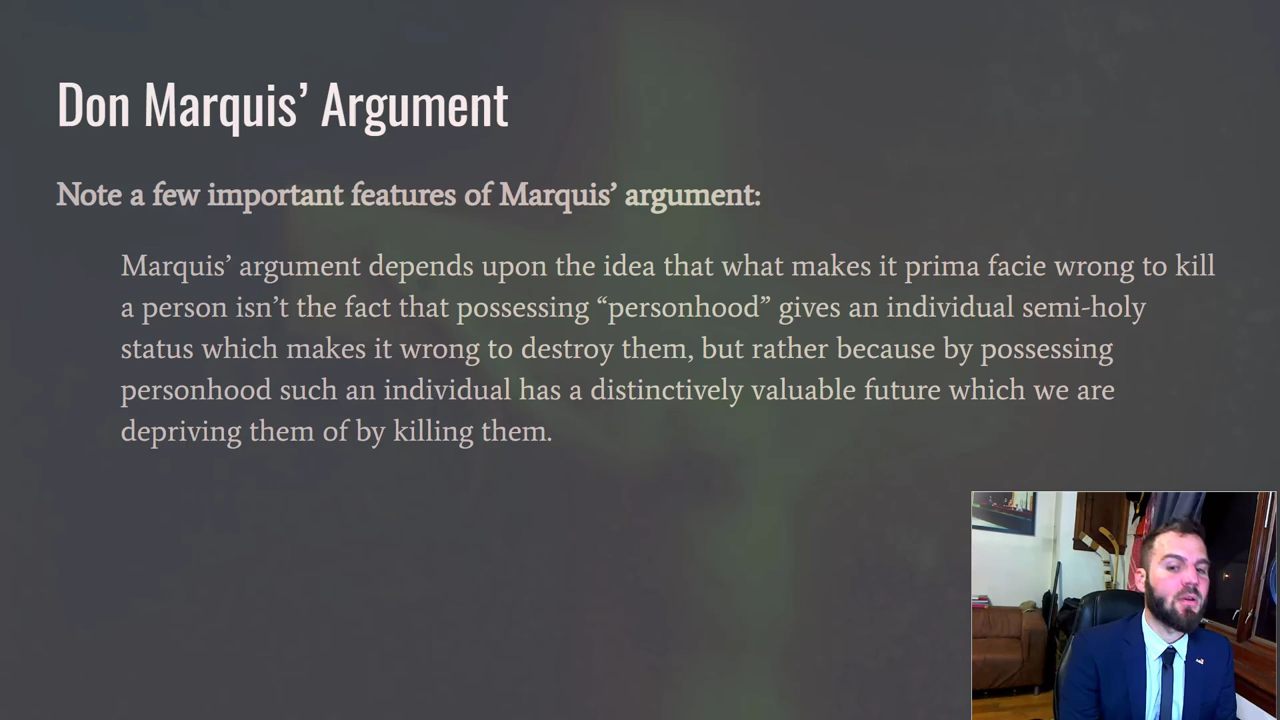 Don Marquis’ Argument
Note a few important features of Marquis’ argument:
Marquis’ argument depends upon the idea that what makes it prima facie wrong to kill
a person isn’t the fact that possessing “personhood” gives an individual semi-holy
status which makes it wrong to destroy them, but rather because by possessing
personhood such an individual has a distinctively valuable future which we are
depriving them of by killing them.